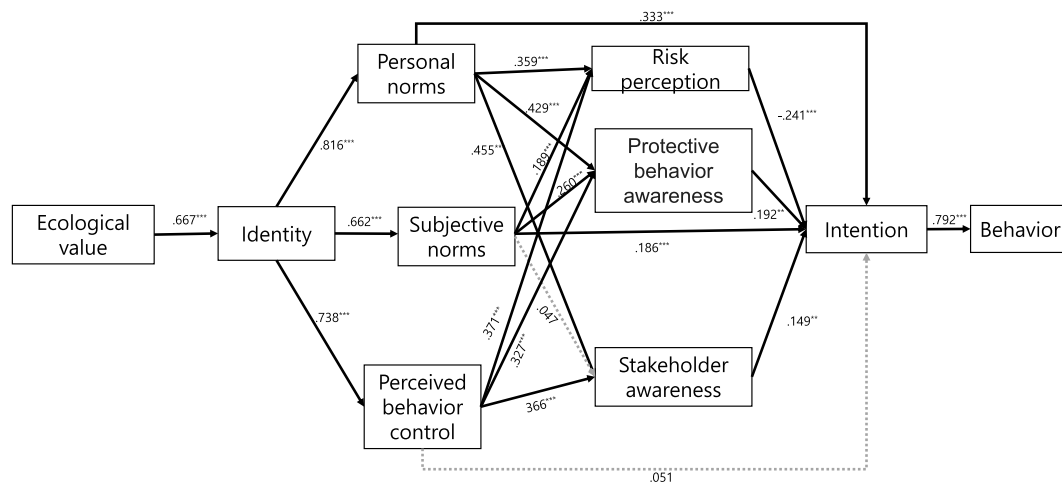 .333***
Personal
norms
Risk
perception
.359***
.429***
-.241***
.816***
.455**
.189***
Protective
behavior
awareness
.260***
Ecological
value
.667***
Identity
.662***
Subjective
norms
.192**
.186***
Intention
.792***
Behavior
.738***
.371***
.047
.327***
.149**
Perceived
behavior
control
366***
Stakeholder
awareness
.051